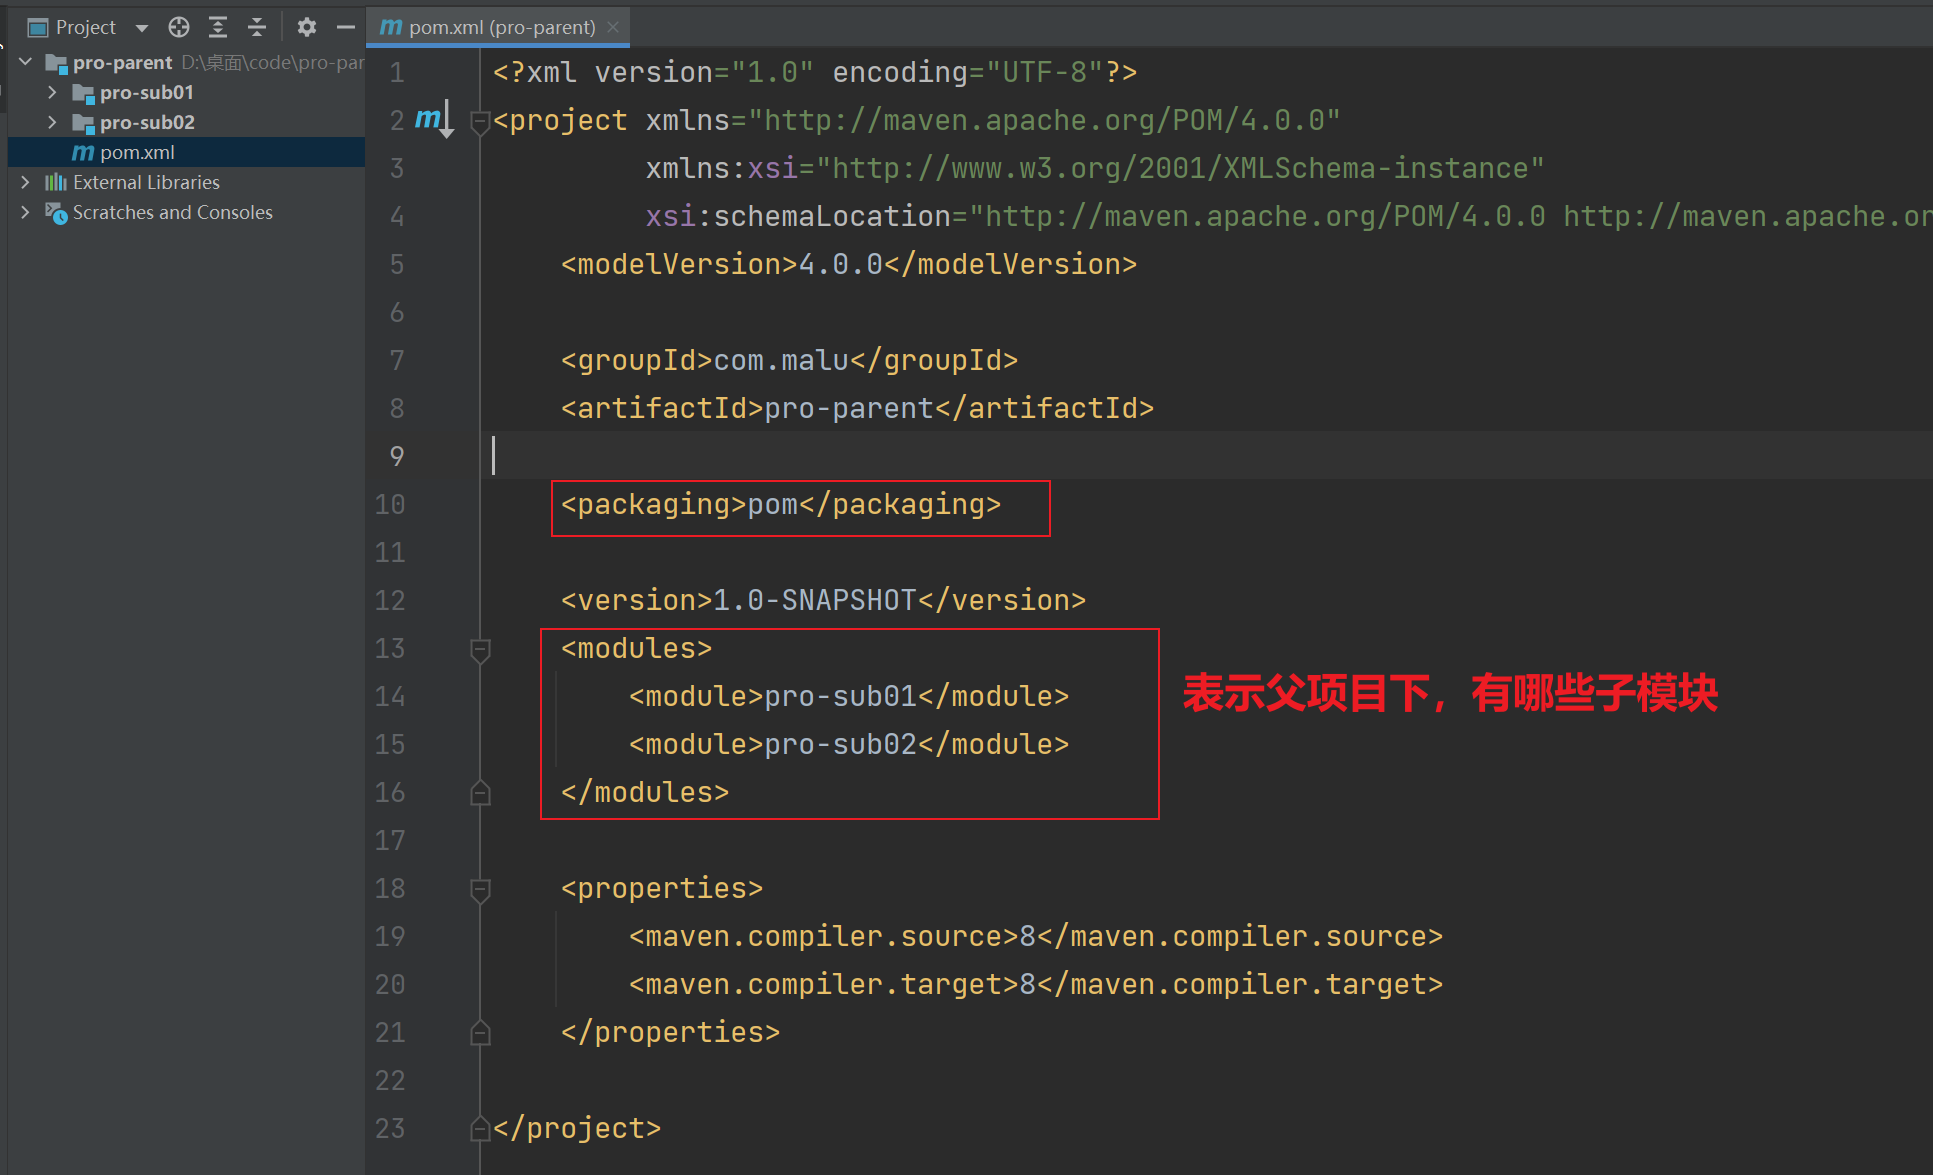 Project
pro-parent D:\桌面\code\pro-par
pro-sub01
pro-sub02
pom.xml
External Libraries
Scratches and Consoles
pom.xml (pro-parent)
1 <?xml version="1.0" encoding="UTF-8"?>
2 <project xmlns="http://maven.apache.org/POM/4.0.0"
3 xmlns:xsi="http://www.w3.org/2001/XMLSchema-instance"
4 xsi:schemaLocation="http://maven.apache.org/POM/4.0.0 http://maven.apache.or
5 <modelVersion>4.0.0</modelVersion>
6
7 <groupId>com.malu</groupId>
8 <artifactId>pro-parent</artifactId>
9
10 <packaging>pom</packaging>
11
12 <version>1.0-SNAPSHOT</version>
13 <modules>
14 <module>pro-sub01</module>
15 <module>pro-sub02</module>
16 </modules>
表示父项目下，有哪些子模块
17
18 <properties>
19 <maven.compiler.source>8</maven.compiler.source>
20 <maven.compiler.target>8</maven.compiler.target>
21 </properties>
22
23 </project>